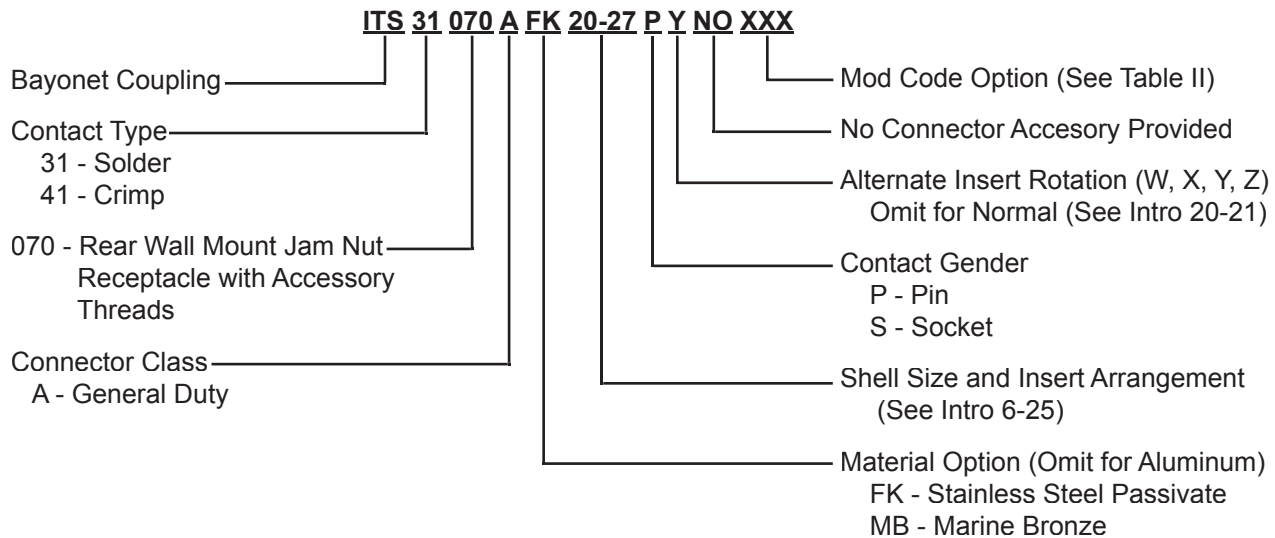 ITS 31 070 A FK 20-27 P Y NO XXX
Bayonet Coupling
Contact Type
31 - Solder
41 - Crimp
070 - Rear Wall Mount Jam Nut
Receptacle with Accessory
Threads
Connector Class
A - General Duty
Mod Code Option (See Table II)
No Connector Accesory Provided
Alternate Insert Rotation (W, X, Y, Z)
Omit for Normal (See Intro 20-21)
Contact Gender
P - Pin
S - Socket
Shell Size and Insert Arrangement
(See Intro 6-25)
Material Option (Omit for Aluminum)
FK - Stainless Steel Passivate
MB - Marine Bronze